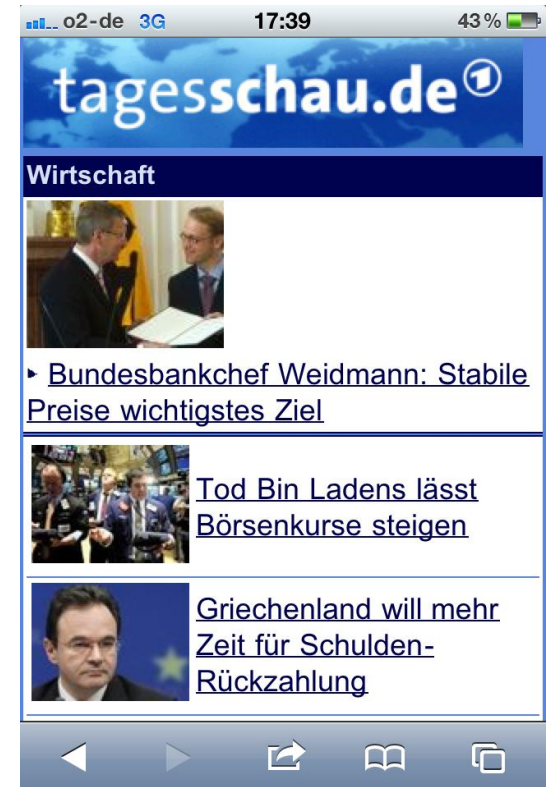 o2-de 3G 17:39 43 %
tagesschau.de 1
Wirtschaft
Bundesbankchef Weidmann: Stabile
Preise wichtigstes Ziel
Tod Bin Ladens lässt
Börsenkurse steigen
Griechenland will mehr
Zeit für Schulden-
Rückzahlung